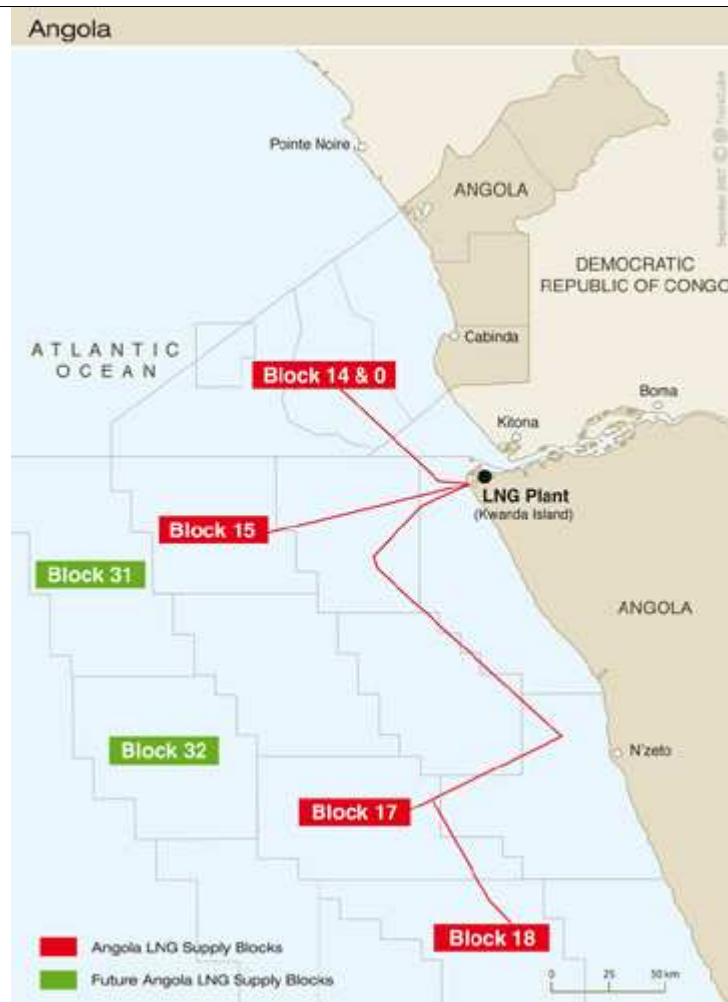 Angola
Pointe Noire
ANGOLA
DEMOCRATIC
REPUBLIC OF CONGO
Cabinda
ATLANTIC
OCEAN
Block 14 & 0
Boma
Kitona
LNG Plant
(Kwanda Island)
Block 15
Block 31
ANGOLA
Block 32
N'zeto
Block 17
Block 18
Angola LNG Supply Blocks
Future Angola LNG Supply Blocks
0 25 50 km